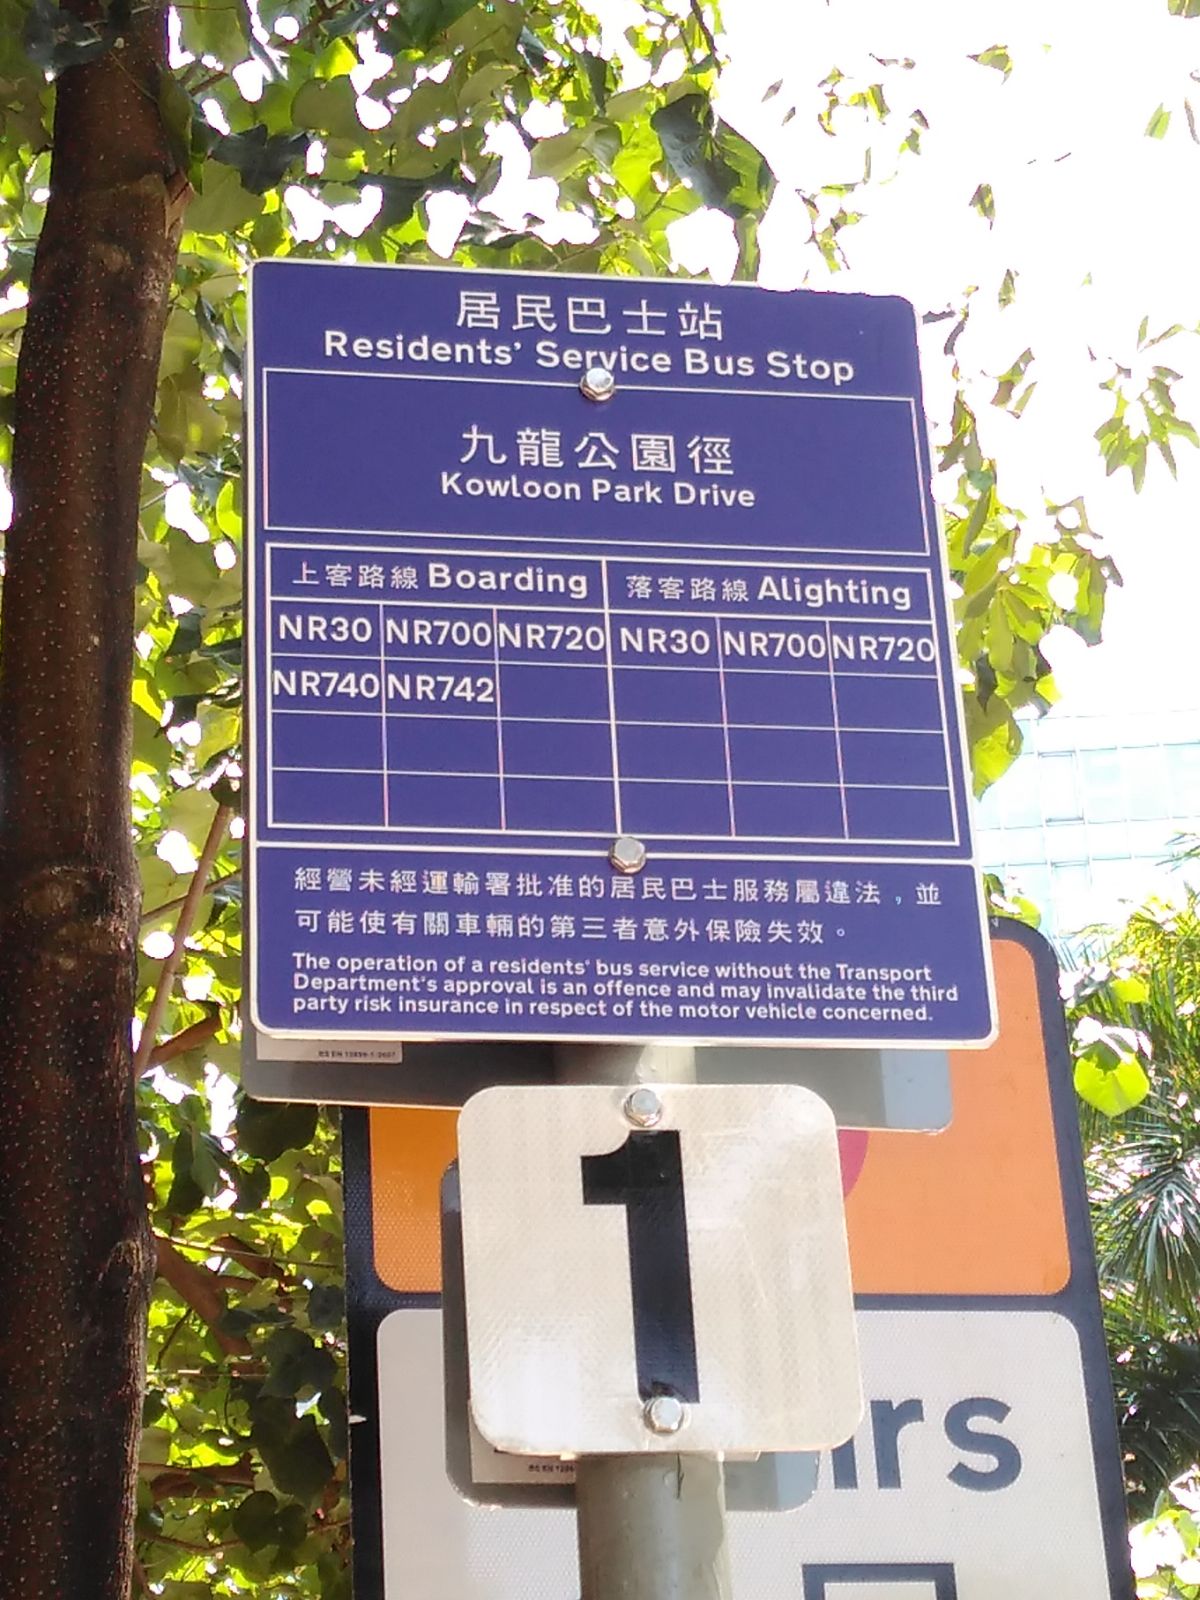 居民巴士站
Residents' Service Bus Stop
九龍公園徑
Kowloon Park Drive
上客路線 Boarding
落客路線 Alighting
NR30 NR700 NR720 NR30 NR700 NR720
NR740 NR742
經營未經運輸署批准的居民巴士服務屬違法，並
可能使有關車輛的第三者意外保險失效。
The operation of a residents' bus service without the Transport
Department's approval is an offence and may invalidate the third
party risk insurance in respect of the motor vehicle concerned.
BS EN 12899-1:2007
1